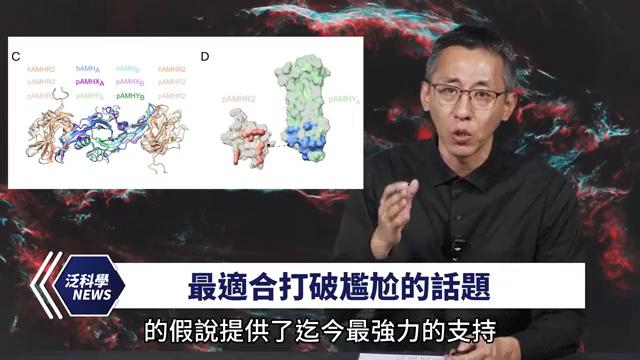 C
D
hAMHR2 hAMHA hAMHB hAMHR2
pAMHR2 pAMHXA pAMHXB pAMHR2
pAMHR2 pAMHYA pAMHYB pAMHR2
pAMHR2
pAMHYA
泛科學
NEWS
最適合打破尷尬的話題
的假說提供了迄今最強力的支持